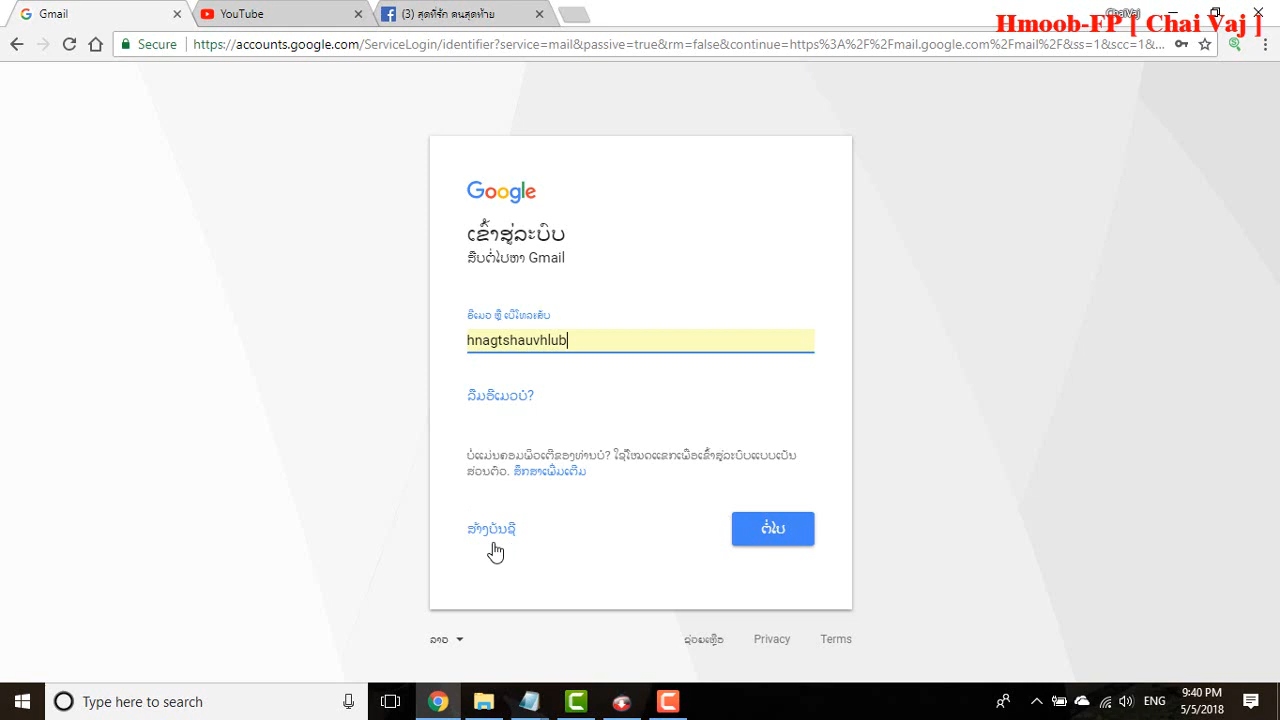 Gmail
YouTube
(3) สุดที่รัก คนสุดท้าย
ChaiVaj
Hmoob-FP [ Chai Vaj ]
Secure
https://accounts.google.com/ServiceLogin/identifier?service=mail&passive=true&rm=false&continue=https%3A%2F%2Fmail.google.com%2Fmail%2F&ss=1&scc=1&...
Google
ເຂົ້າສູ່ລະບົບ
ສືບຕໍ່ໄປຫາ Gmail
ອີເມວ ຫຼື ເບີໂທລະສັບ
hnagtshauvhlub
ລືມອີເມວບໍ?
ບໍ່ແມ່ນຄອມພິວເຕີຂອງທ່ານບໍ? ໃຊ້ໂໝດແຂກເພື່ອເຂົ້າສູ່ລະບົບແບບເປັນ
ສ່ວນຕົວ. ສຶກສາເພີ່ມເຕີມ
ສ້າງບັນຊີ
ຕໍ່ໄປ
ລາວ
ຊ່ວຍເຫຼືອ
Privacy
Terms
Type here to search
ENG
9:40 PM
5/5/2018